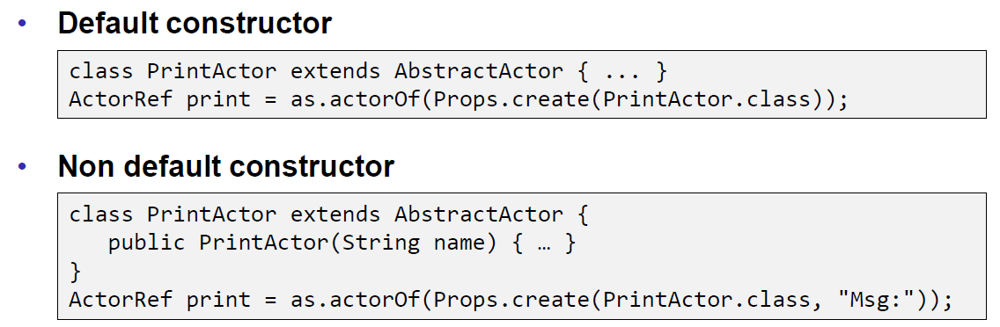 • Default constructor
class PrintActor extends AbstractActor { ... }
ActorRef print = as.actorOf(Props.create(PrintActor.class));
• Non default constructor
class PrintActor extends AbstractActor {
   public PrintActor(String name) { … }
}
ActorRef print = as.actorOf(Props.create(PrintActor.class, "Msg:"));